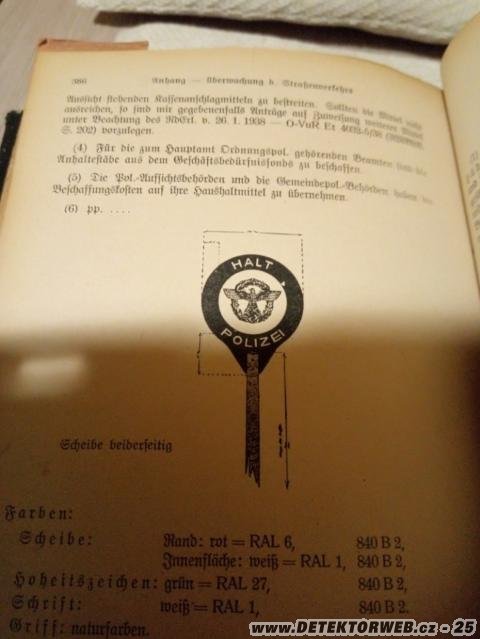 386 Anhang — Überwachung d. Straßenverkehrs
Aussicht stehenden Kassenanschlagmitteln zu bestreiten. Sollten die Mittel nicht
ausreichen, so sind mir gegebenenfalls Anträge auf Zuweisung weiterer Mittel
unter Beachtung des RdErl. v. 26. 1. 1938 — O-VuR Et 4003-5/38
S. 202) vorzulegen.
(4) Für die zum Hauptamt Ordnungspol. gehörenden Beamten sind die
Anhaltestäbe aus dem Geschäftsbedürfnisfonds zu beschaffen.
(5) Die Pol.-Aufsichtsbehörden und die Gemeindepol.-Behörden haben die
Beschaffungskosten auf ihre Haushaltmittel zu übernehmen.
(6) pp. ....
HALT
POLIZEI
Scheibe beiderseitig
Farben:
Scheibe: Rand: rot = RAL 6, 840 B 2,
Innenfläche: weiß = RAL 1, 840 B 2,
Hoheitszeichen: grün = RAL 27, 840 B 2,
Schrift: weiß = RAL 1, 840 B 2.
Griff: naturfarben.
www.DETEKTORWEB.cz - 25